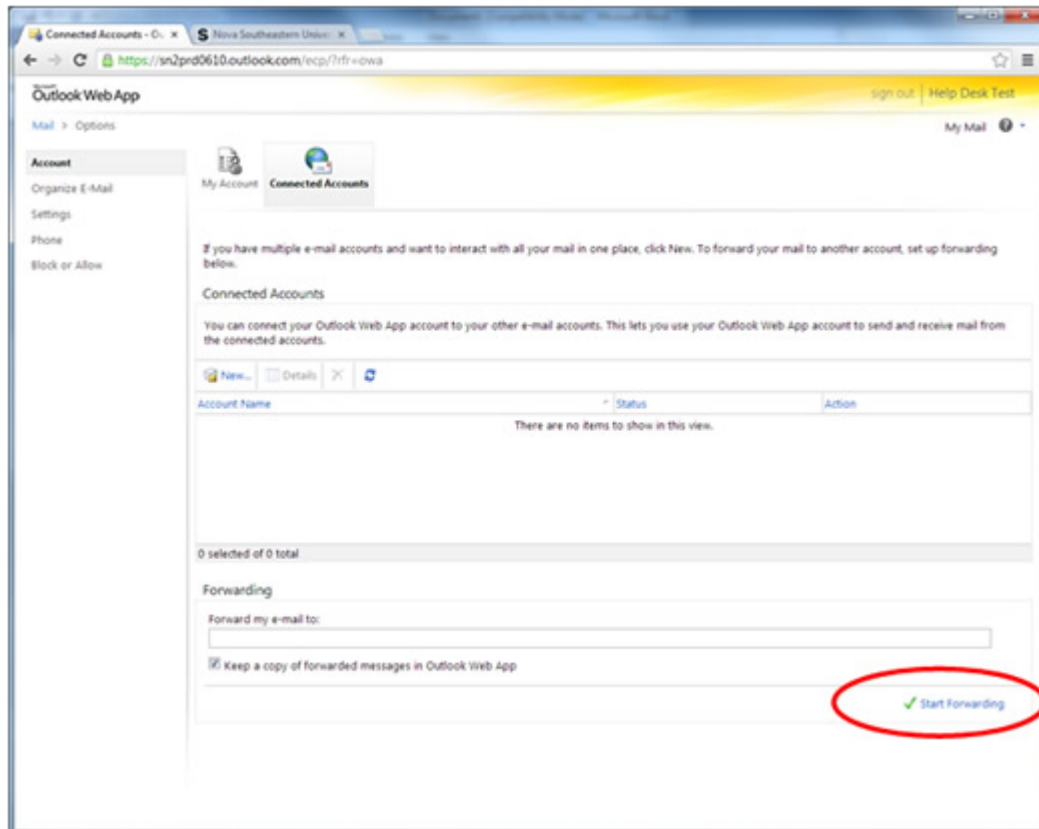 Connected Accounts - Ou
Nova Southeastern Univer
https://sn2prd0610.outlook.com/ecp/?rfr=owa
Microsoft
Outlook Web App
sign out | Help Desk Test
Mail > Options
My Mail
Account
Organize E-Mail
Settings
Phone
Block or Allow
My Account
Connected Accounts
If you have multiple e-mail accounts and want to interact with all your mail in one place, click New. To forward your mail to another account, set up forwarding
below.
Connected Accounts
You can connect your Outlook Web App account to your other e-mail accounts. This lets you use your Outlook Web App account to send and receive mail from
the connected accounts.
New... Details
Account Name Status Action
There are no items to show in this view.
0 selected of 0 total
Forwarding
Forward my e-mail to:
Keep a copy of forwarded messages in Outlook Web App
Start Forwarding